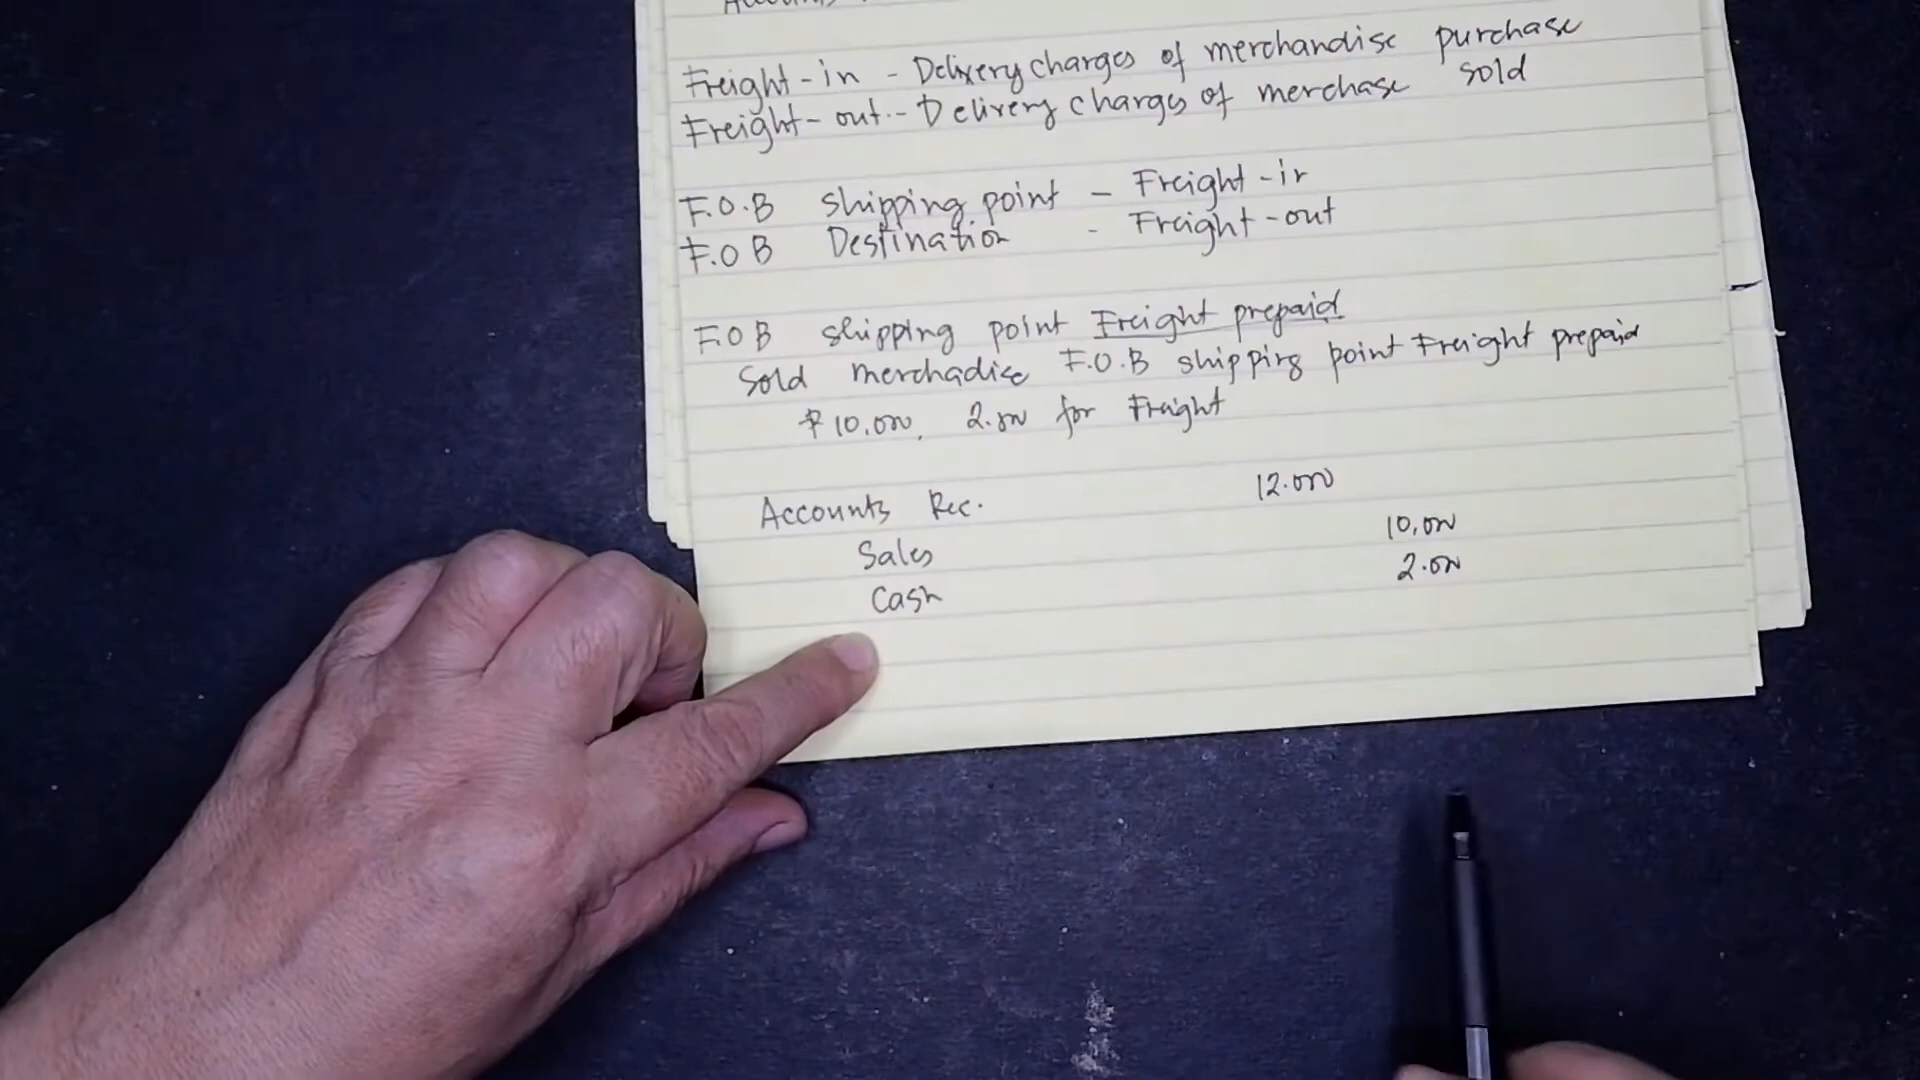 Freight-in - Delivery charges of merchandise purchase
Freight-out - Delivery charges of merchase sold
F.O.B shipping point - Freight-in
F.O B Destination - Freight-out
F.O B shipping point Freight prepaid
Sold merchadise F.O.B shipping point Freight prepaid
₱10,000, 2.000 for Freight
Accounts Rec. 12.000
Sales 10,000
Cash 2.000